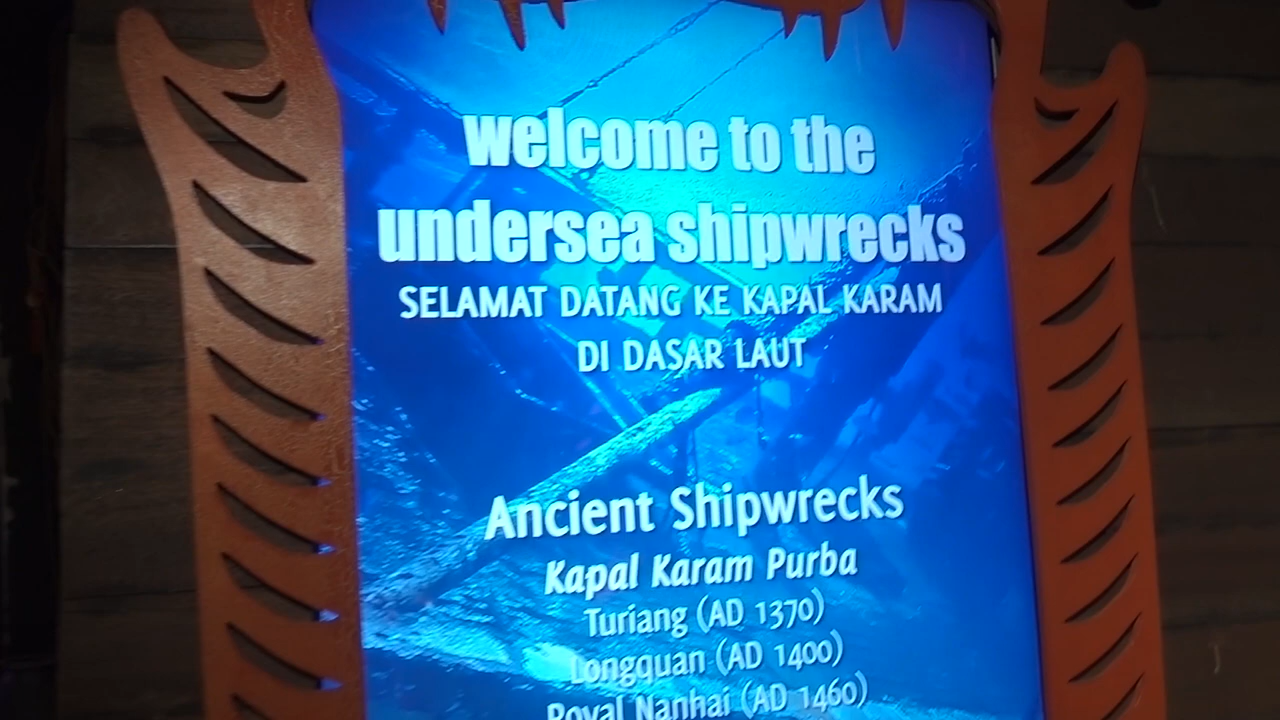 welcome to the
undersea shipwrecks
SELAMAT DATANG KE KAPAL KARAM
DI DASAR LAUT
Ancient Shipwrecks
Kapal Karam Purba
Turiang (AD 1370)
Longquan (AD 1400)
Royal Nanhai (AD 1460)